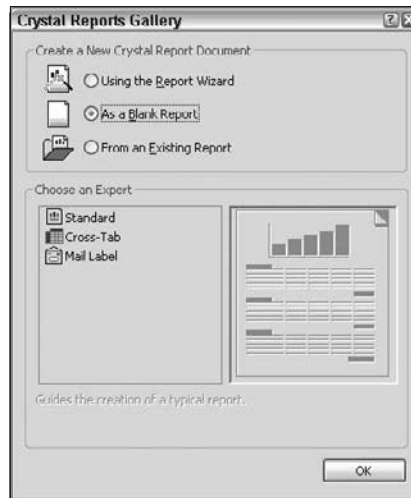 Crystal Reports Gallery
Create a New Crystal Report Document
Using the Report Wizard
As a Blank Report
From an Existing Report
Choose an Expert
Standard
Cross-Tab
Mail Label
Guides the creation of a typical report.
OK